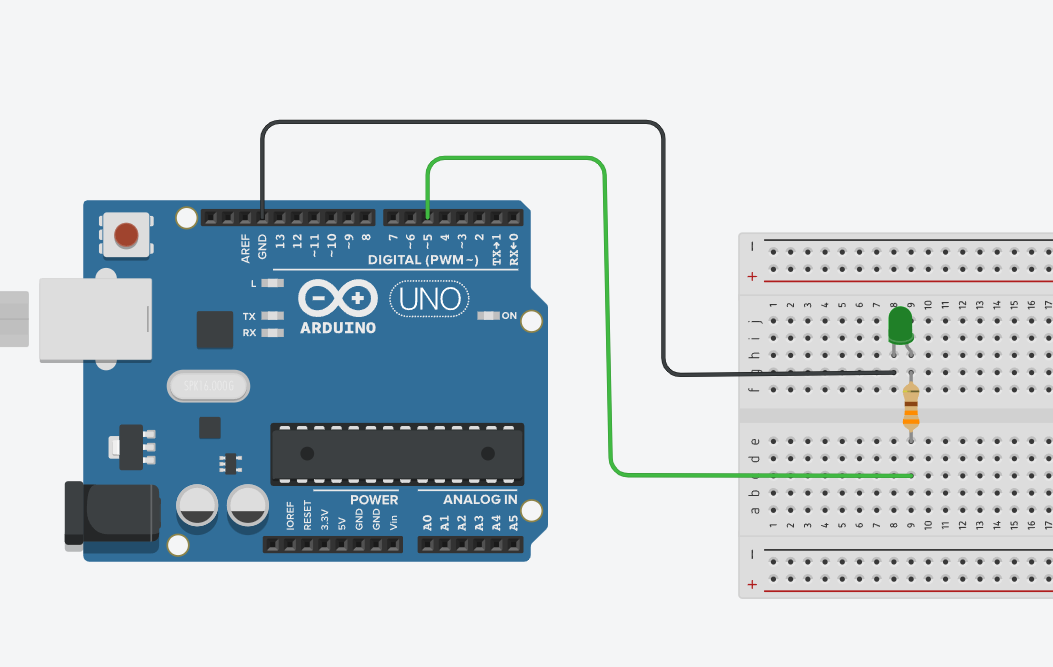 AREF
GND
13
12
~11
~10
~9
8
7
~6
~5
4
~3
2
TX→1
RX←0
DIGITAL (PWM ~)
L
TX
RX
ARDUINO
UNO
ON
SPK16.000G
POWER
ANALOG IN
IOREF
RESET
3.3V
5V
GND
GND
Vin
A0
A1
A2
A3
A4
A5
1 2 3 4 5 6 7 8 9 10 11 12 13 14 15 16 17
j
i
h
g
f
e
d
c
b
a
1 2 3 4 5 6 7 8 9 10 11 12 13 14 15 16 17